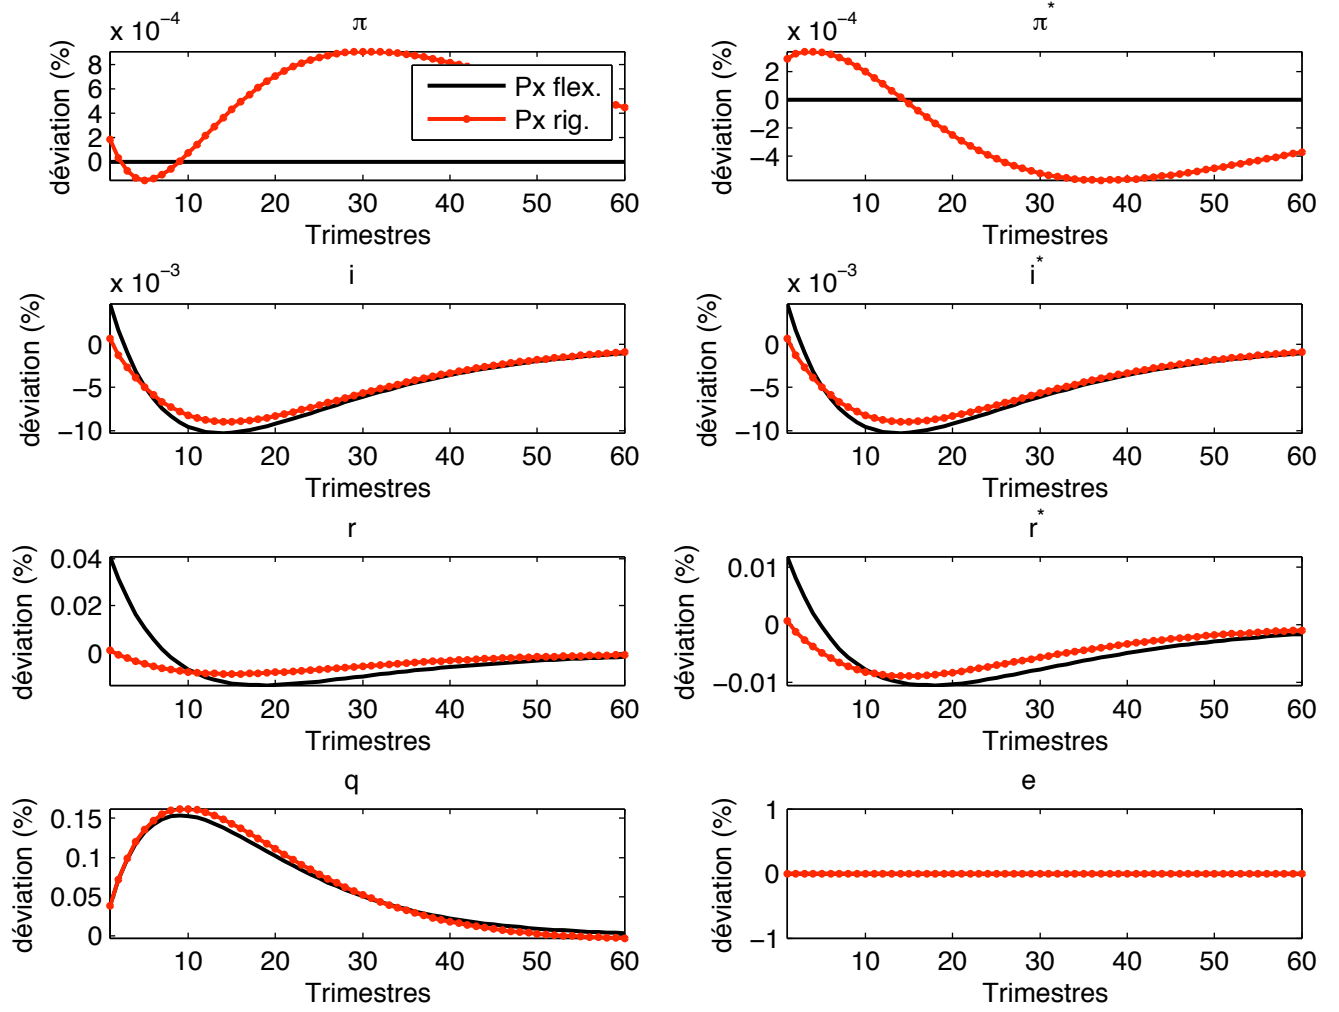 x 10⁻⁴
π
déviation (%)
8
6
4
2
0
Px flex.
Px rig.
10 20 30 40 50 60
Trimestres
x 10⁻⁴
π*
déviation (%)
2
0
−2
−4
10 20 30 40 50 60
Trimestres
x 10⁻³
i
déviation (%)
0
−5
−10
10 20 30 40 50 60
Trimestres
x 10⁻³
i*
déviation (%)
0
−5
−10
10 20 30 40 50 60
Trimestres
r
déviation (%)
0.04
0.02
0
10 20 30 40 50 60
Trimestres
r*
déviation (%)
0.01
0
−0.01
10 20 30 40 50 60
Trimestres
q
déviation (%)
0.15
0.1
0.05
0
10 20 30 40 50 60
Trimestres
e
déviation (%)
1
0
−1
10 20 30 40 50 60
Trimestres